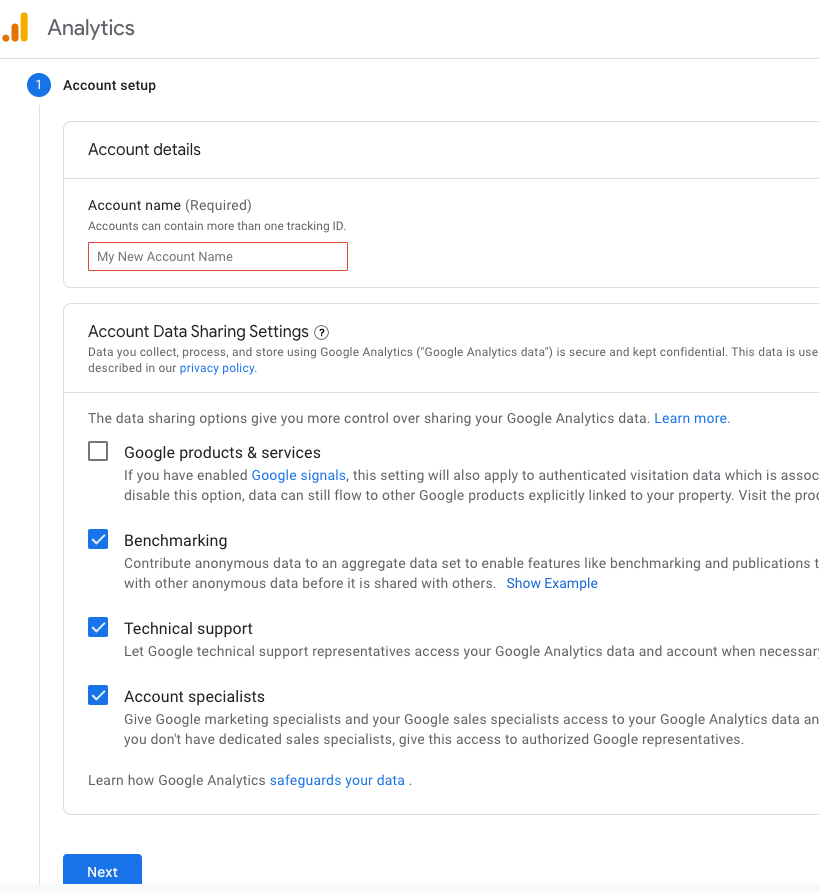 Analytics
1 Account setup
Account details
Account name (Required)
Accounts can contain more than one tracking ID.
My New Account Name
Account Data Sharing Settings ?
Data you collect, process, and store using Google Analytics ("Google Analytics data") is secure and kept confidential. This data is use
described in our privacy policy.
The data sharing options give you more control over sharing your Google Analytics data. Learn more.
Google products & services
If you have enabled Google signals, this setting will also apply to authenticated visitation data which is assoc
disable this option, data can still flow to other Google products explicitly linked to your property. Visit the pro
Benchmarking
Contribute anonymous data to an aggregate data set to enable features like benchmarking and publications t
with other anonymous data before it is shared with others. Show Example
Technical support
Let Google technical support representatives access your Google Analytics data and account when necessary
Account specialists
Give Google marketing specialists and your Google sales specialists access to your Google Analytics data an
you don't have dedicated sales specialists, give this access to authorized Google representatives.
Learn how Google Analytics safeguards your data .
Next